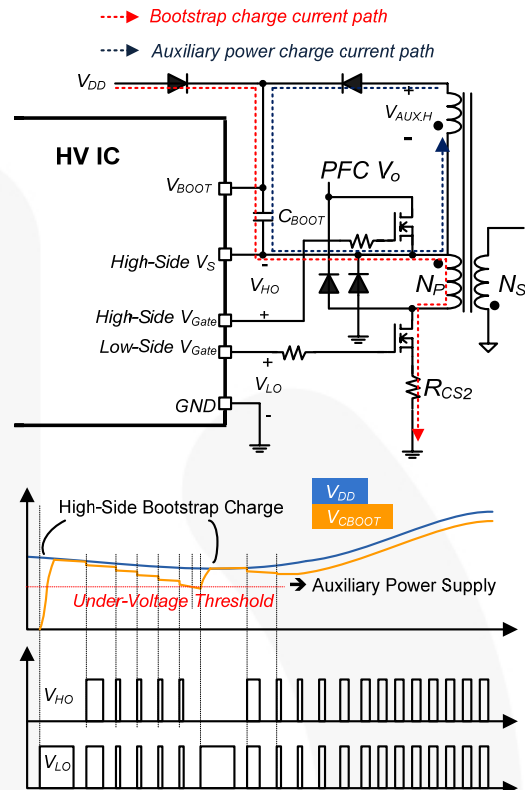 Bootstrap charge current path
Auxiliary power charge current path
VDD
+
VAUX.H
-
HV IC
PFC Vo
VBOOT
CBOOT
High-Side VS
-
VHO
+
NP
NS
High-Side VGate
Low-Side VGate
+
VLO
-
RCS2
GND
VDD
VCBOOT
High-Side Bootstrap Charge
Under-Voltage Threshold
➔ Auxiliary Power Supply
VHO
VLO